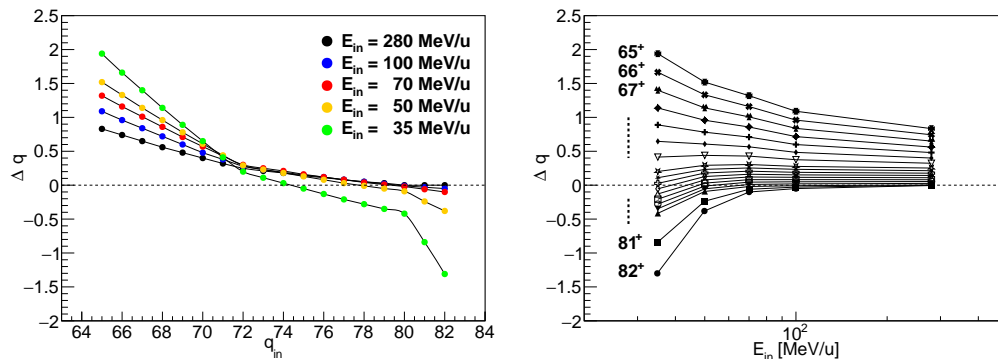 2.5
2
1.5
1
0.5
0
−0.5
−1
−1.5
−2
Δ q
E_in = 280 MeV/u
E_in = 100 MeV/u
E_in = 70 MeV/u
E_in = 50 MeV/u
E_in = 35 MeV/u
64 66 68 70 72 74 76 78 80 82 84
q_in
2.5
2
1.5
1
0.5
0
−0.5
−1
−1.5
−2
Δ q
65⁺
66⁺
67⁺
81⁺
82⁺
10²
E_in [MeV/u]